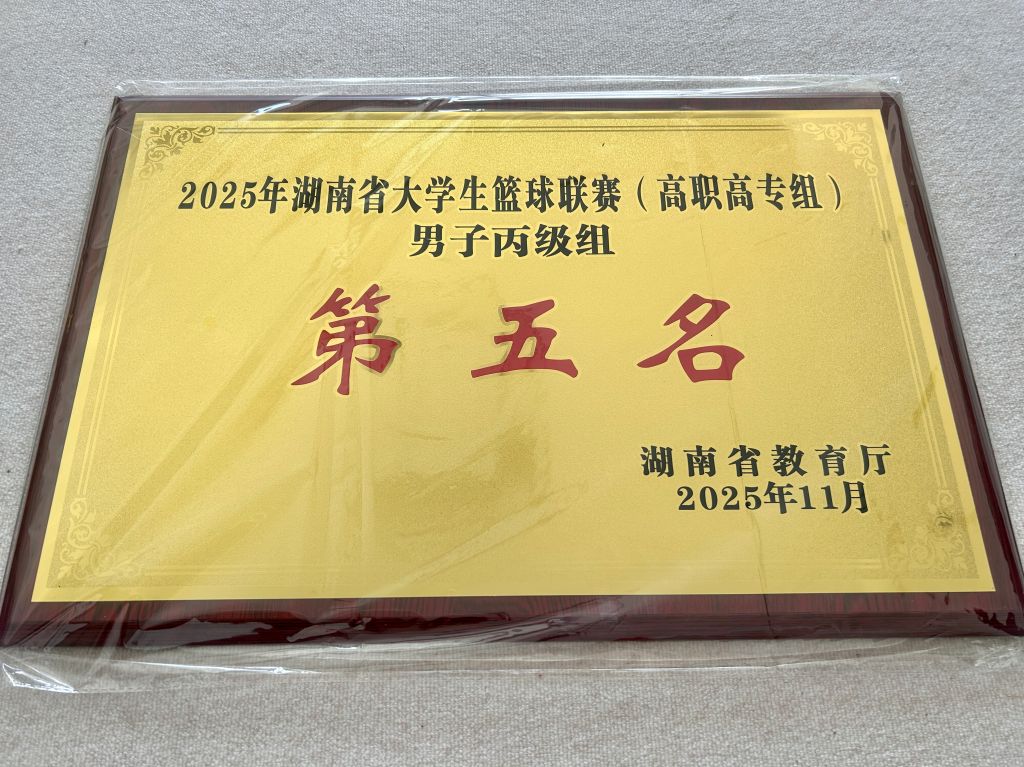 2025年湖南省大学生篮球联赛（高职高专组）
男子丙级组
第五名
湖南省教育厅
2025年11月